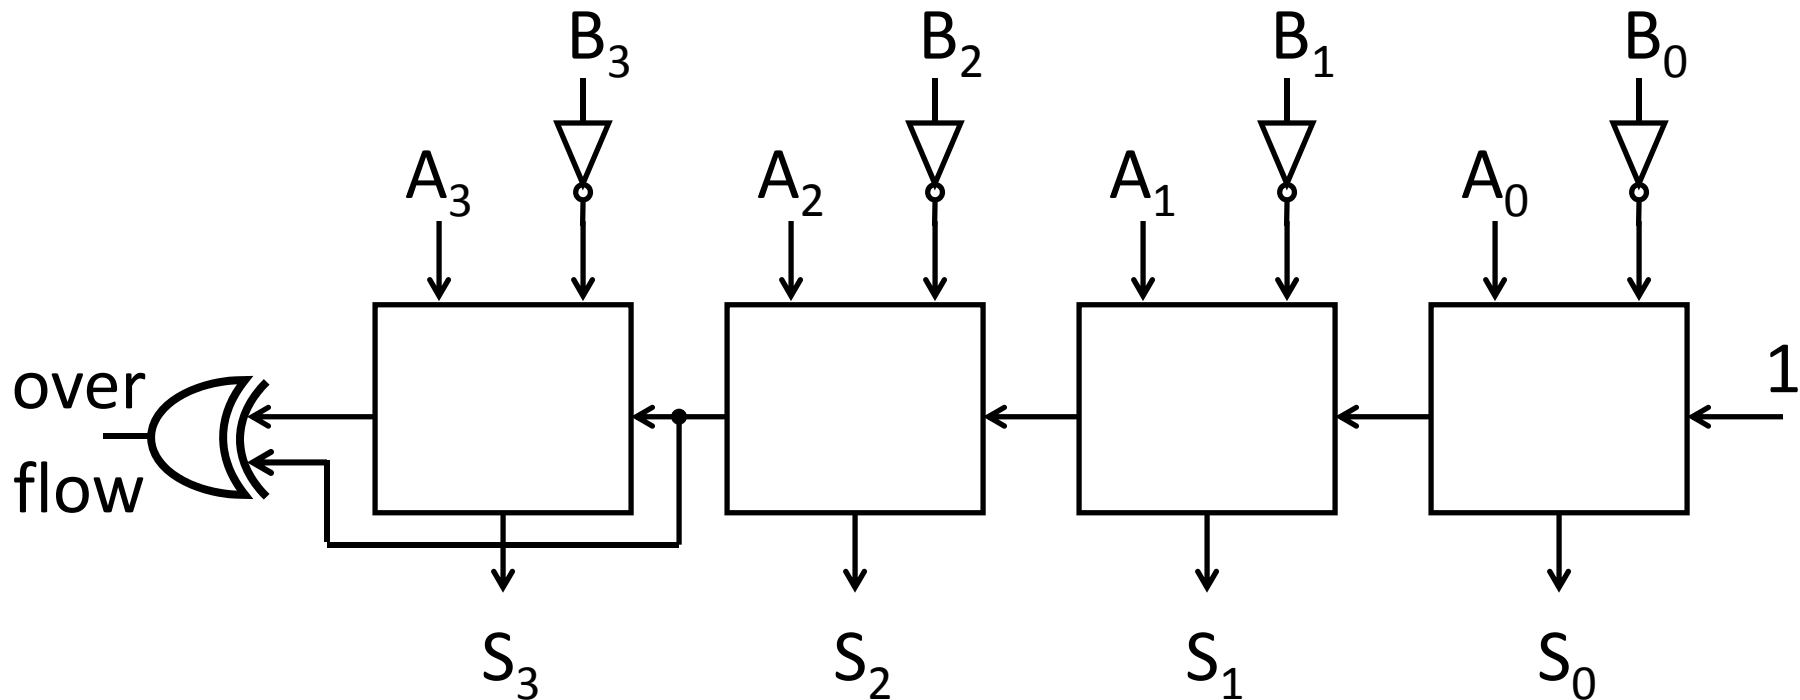 B₃ B₂ B₁ B₀
A₃ A₂ A₁ A₀
1
over
flow
S₃ S₂ S₁ S₀